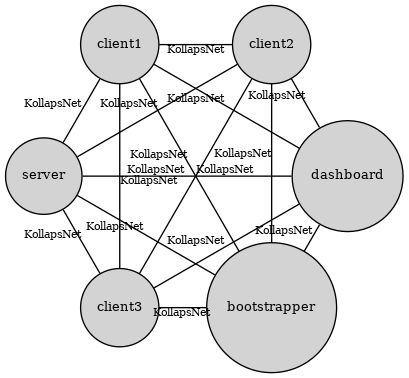 client1
client2
KollapsNet
KollapsNet
KollapsNet
KollapsNet
KollapsNet
KollapsNet
KollapsNet
KollapsNet
KollapsNet
server
dashboard
KollapsNet
KollapsNet
KollapsNet
KollapsNet
KollapsNet
client3
bootstrapper
KollapsNet